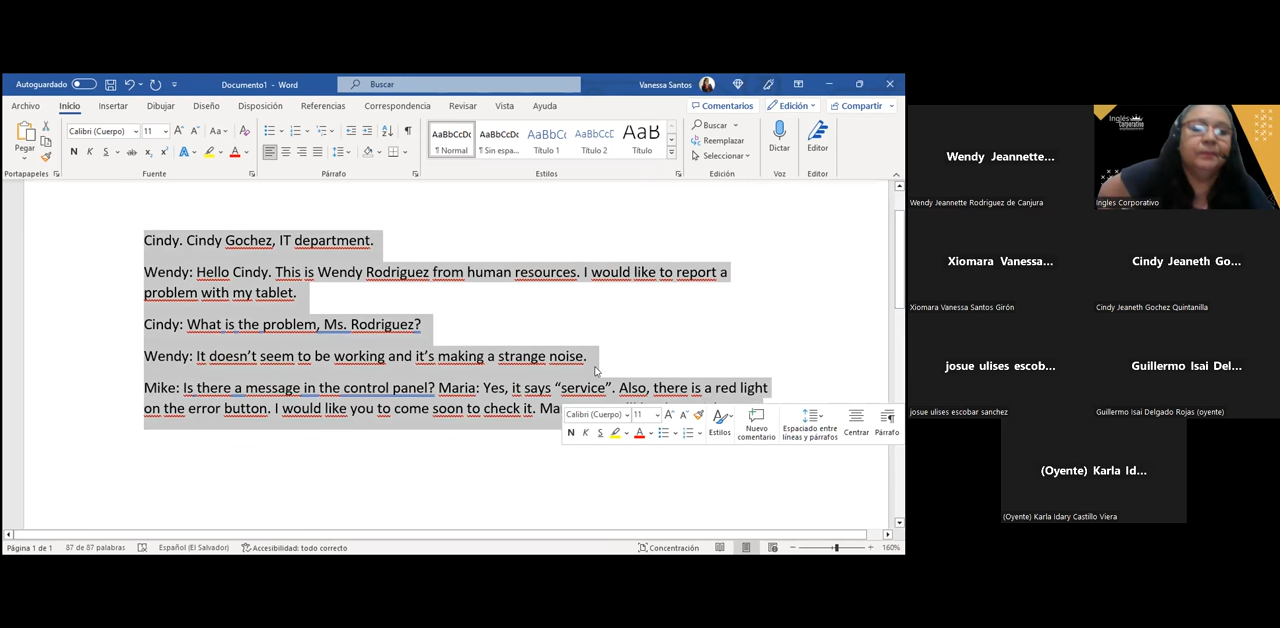 Autoguardado
Documento1 - Word
Buscar
Vanessa Santos
Archivo Inicio Insertar Dibujar Diseño Disposición Referencias Correspondencia Revisar Vista Ayuda
Comentarios Edición Compartir
Pegar
Portapapeles
Calibri (Cuerpo) 11
N K S
Fuente
Párrafo
AaBbCcDc AaBbCcDc AaBbCc AaBbCcD AaB
¶ Normal ¶ Sin espa... Título 1 Título 2 Título
Estilos
Buscar
Reemplazar
Seleccionar
Edición
Dictar
Voz
Editor
Editor
Cindy. Cindy Gochez, IT department.
Wendy: Hello Cindy. This is Wendy Rodriguez from human resources. I would like to report a
problem with my tablet.
Cindy: What is the problem, Ms. Rodriguez?
Wendy: It doesn't seem to be working and it's making a strange noise.
Mike: Is there a message in the control panel? Maria: Yes, it says “service”. Also, there is a red light
on the error button. I would like you to come soon to check it. Ma
Calibri (Cuerpo) 11
N K S
Estilos
Nuevo
comentario
Espaciado entre
líneas y párrafos
Centrar
Párrafo
Página 1 de 1 87 de 87 palabras Español (El Salvador) Accesibilidad: todo correcto
Concentración
160%
Wendy Jeannette...
Wendy Jeannette Rodriguez de Canjura
Inglés
Corporativo
Ingles Corporativo
Xiomara Vanessa...
Xiomara Vanessa Santos Girón
Cindy Jeaneth Go...
Cindy Jeaneth Gochez Quintanilla
josue ulises escob...
josue ulises escobar sanchez
Guillermo Isai Del...
Guillermo Isai Delgado Rojas (oyente)
(Oyente) Karla Id...
(Oyente) Karla Idary Castillo Viera